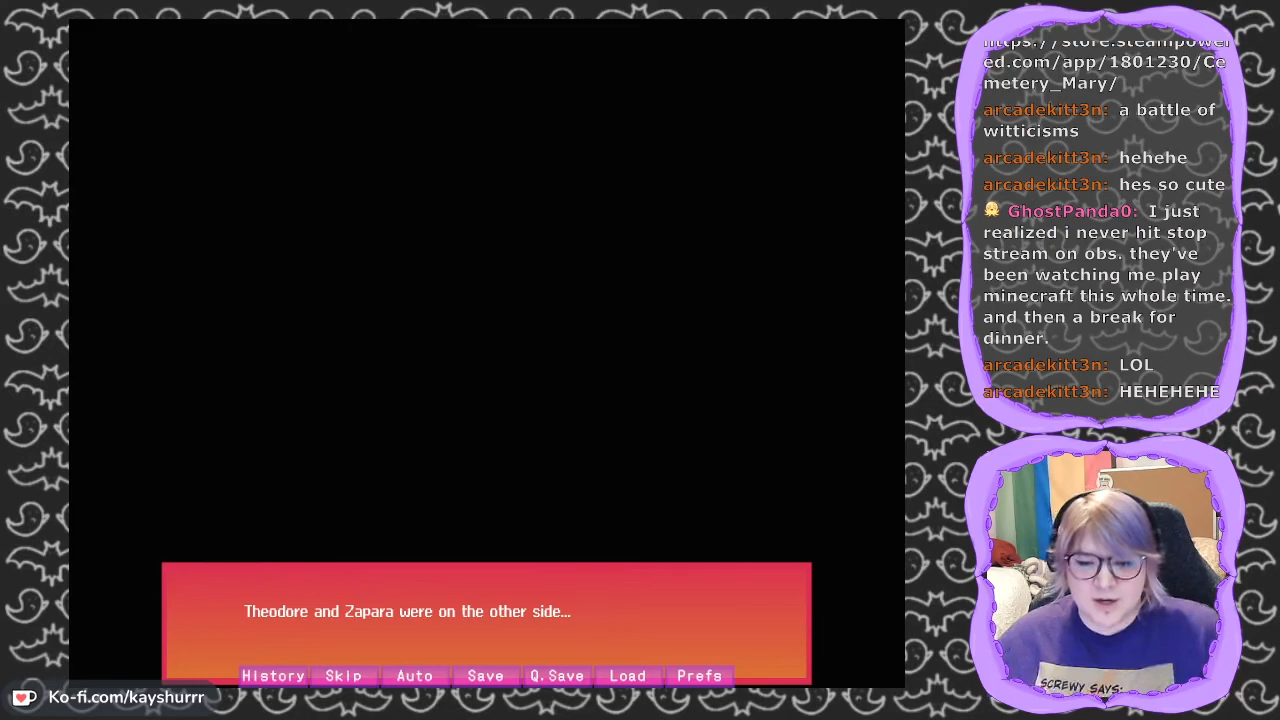 https://store.steampower
ed.com/app/1801230/Ce
metery_Mary/
arcadekitt3n: a battle of
witticisms
arcadekitt3n: hehehe
arcadekitt3n: hes so cute
GhostPanda0: I just
realized i never hit stop
stream on obs. they've
been watching me play
minecraft this whole time.
and then a break for
dinner.
arcadekitt3n: LOL
arcadekitt3n: HEHEHEHE
Theodore and Zapara were on the other side...
History Skip Auto Save Q.Save Load Prefs
Ko-fi.com/kayshurrr
SCREWY SAYS: